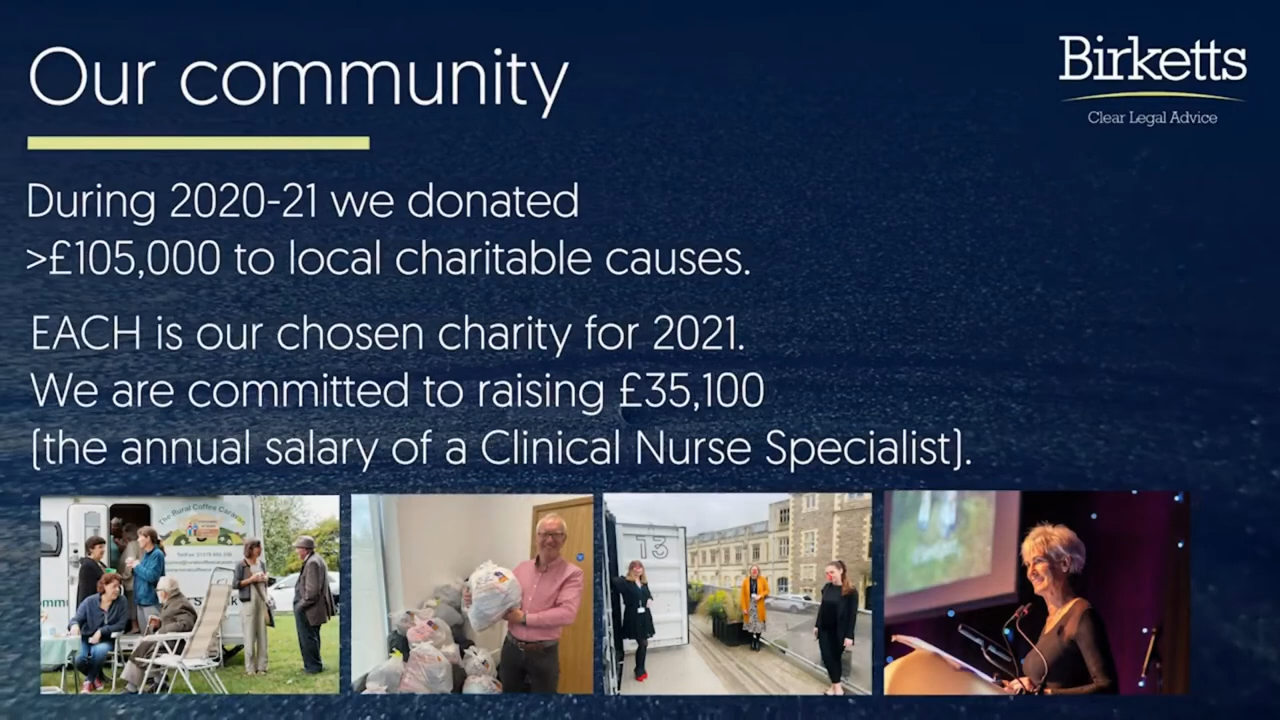 Our community
Birketts
Clear Legal Advice
During 2020-21 we donated
>£105,000 to local charitable causes.
EACH is our chosen charity for 2021.
We are committed to raising £35,100
(the annual salary of a Clinical Nurse Specialist).
The Rural Coffee Caravan
13